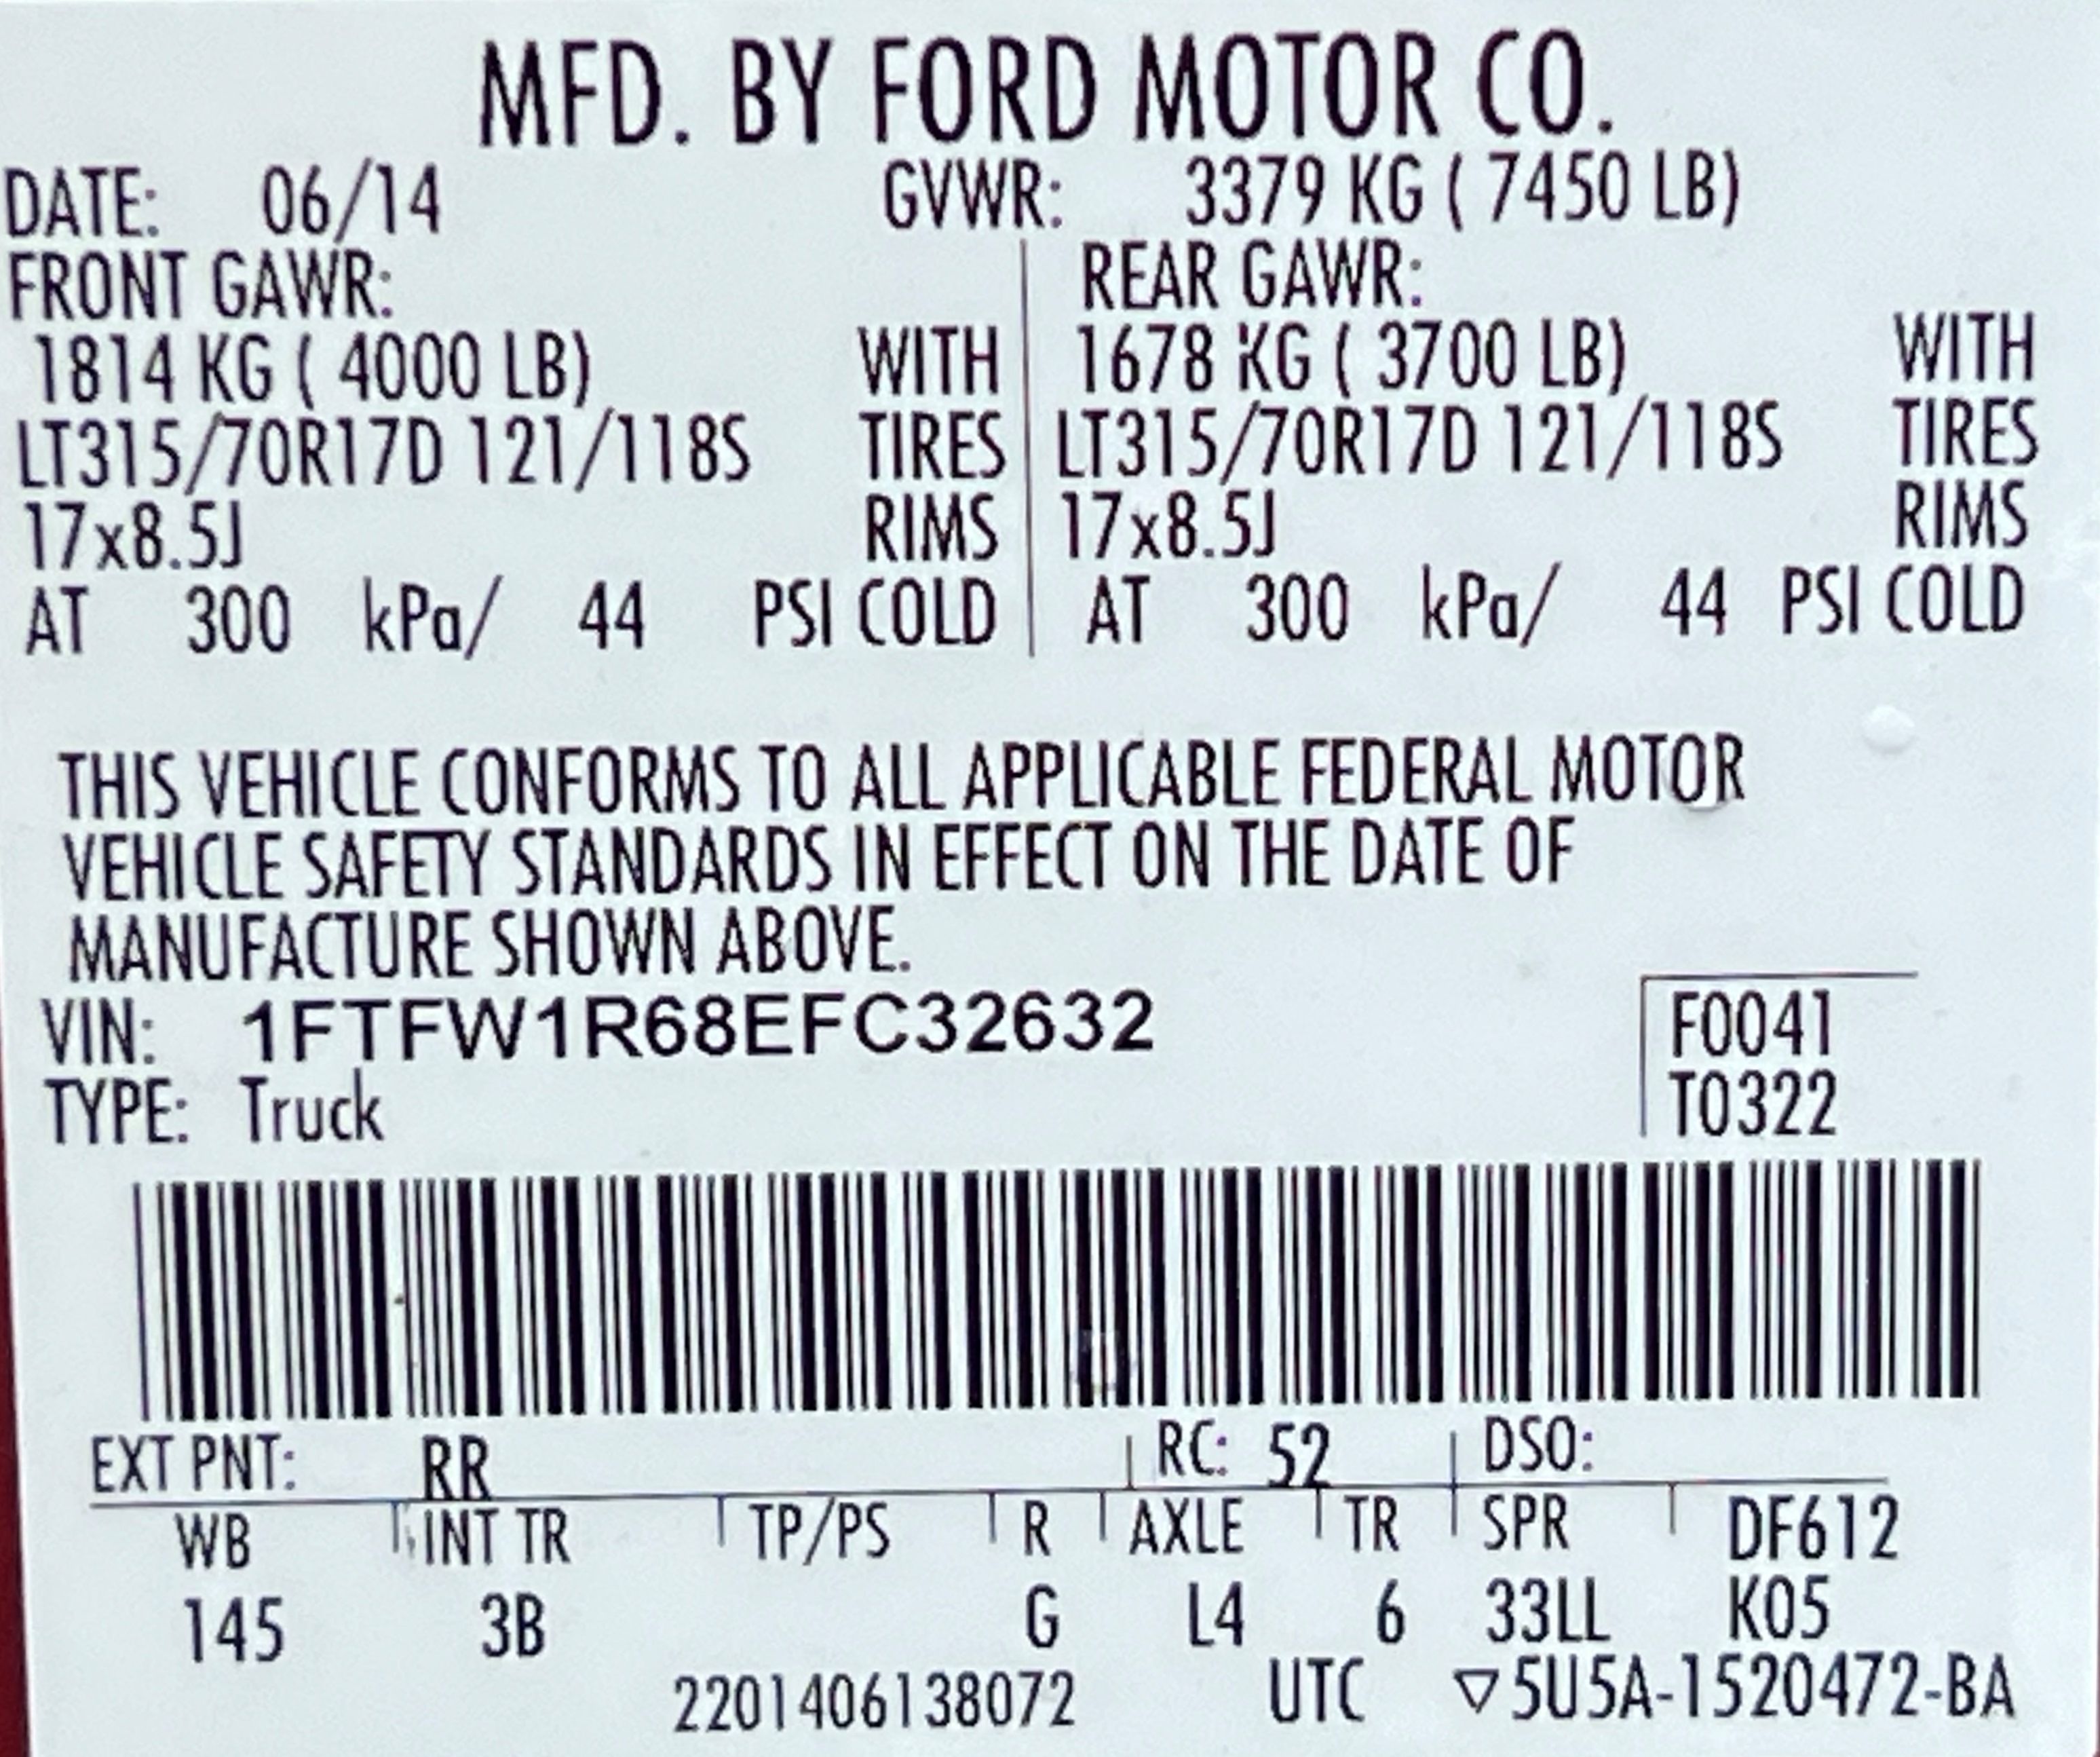 MFD. BY FORD MOTOR CO.
DATE: 06/14 GVWR: 3379 KG ( 7450 LB)
FRONT GAWR: REAR GAWR:
1814 KG ( 4000 LB) WITH 1678 KG ( 3700 LB) WITH
LT315/70R17D 121/118S TIRES LT315/70R17D 121/118S TIRES
17x8.5J RIMS 17x8.5J RIMS
AT 300 kPa/ 44 PSI COLD AT 300 kPa/ 44 PSI COLD
THIS VEHICLE CONFORMS TO ALL APPLICABLE FEDERAL MOTOR
VEHICLE SAFETY STANDARDS IN EFFECT ON THE DATE OF
MANUFACTURE SHOWN ABOVE.
VIN: 1FTFW1R68EFC32632 F0041
TYPE: Truck T0322
EXT PNT: RR RC: 52 DSO:
WB INT TR TP/PS R AXLE TR SPR DF612
145 3B G L4 6 33LL K05
2201406138072 UTC ▽5U5A-1520472-BA